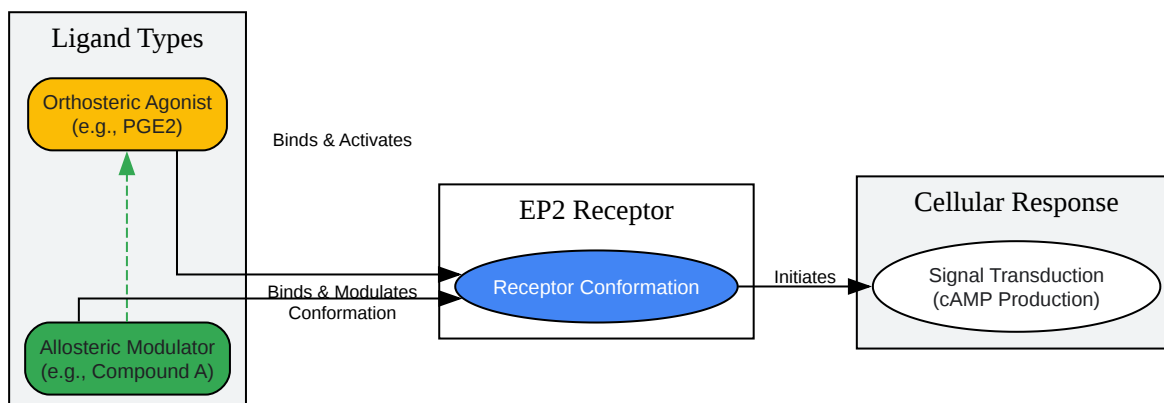 Ligand Types
Orthosteric Agonist
(e.g., PGE2)
Binds & Activates
EP2 Receptor
Cellular Response
Receptor Conformation
Initiates
Signal Transduction
(cAMP Production)
Binds & Modulates
Conformation
Allosteric Modulator
(e.g., Compound A)